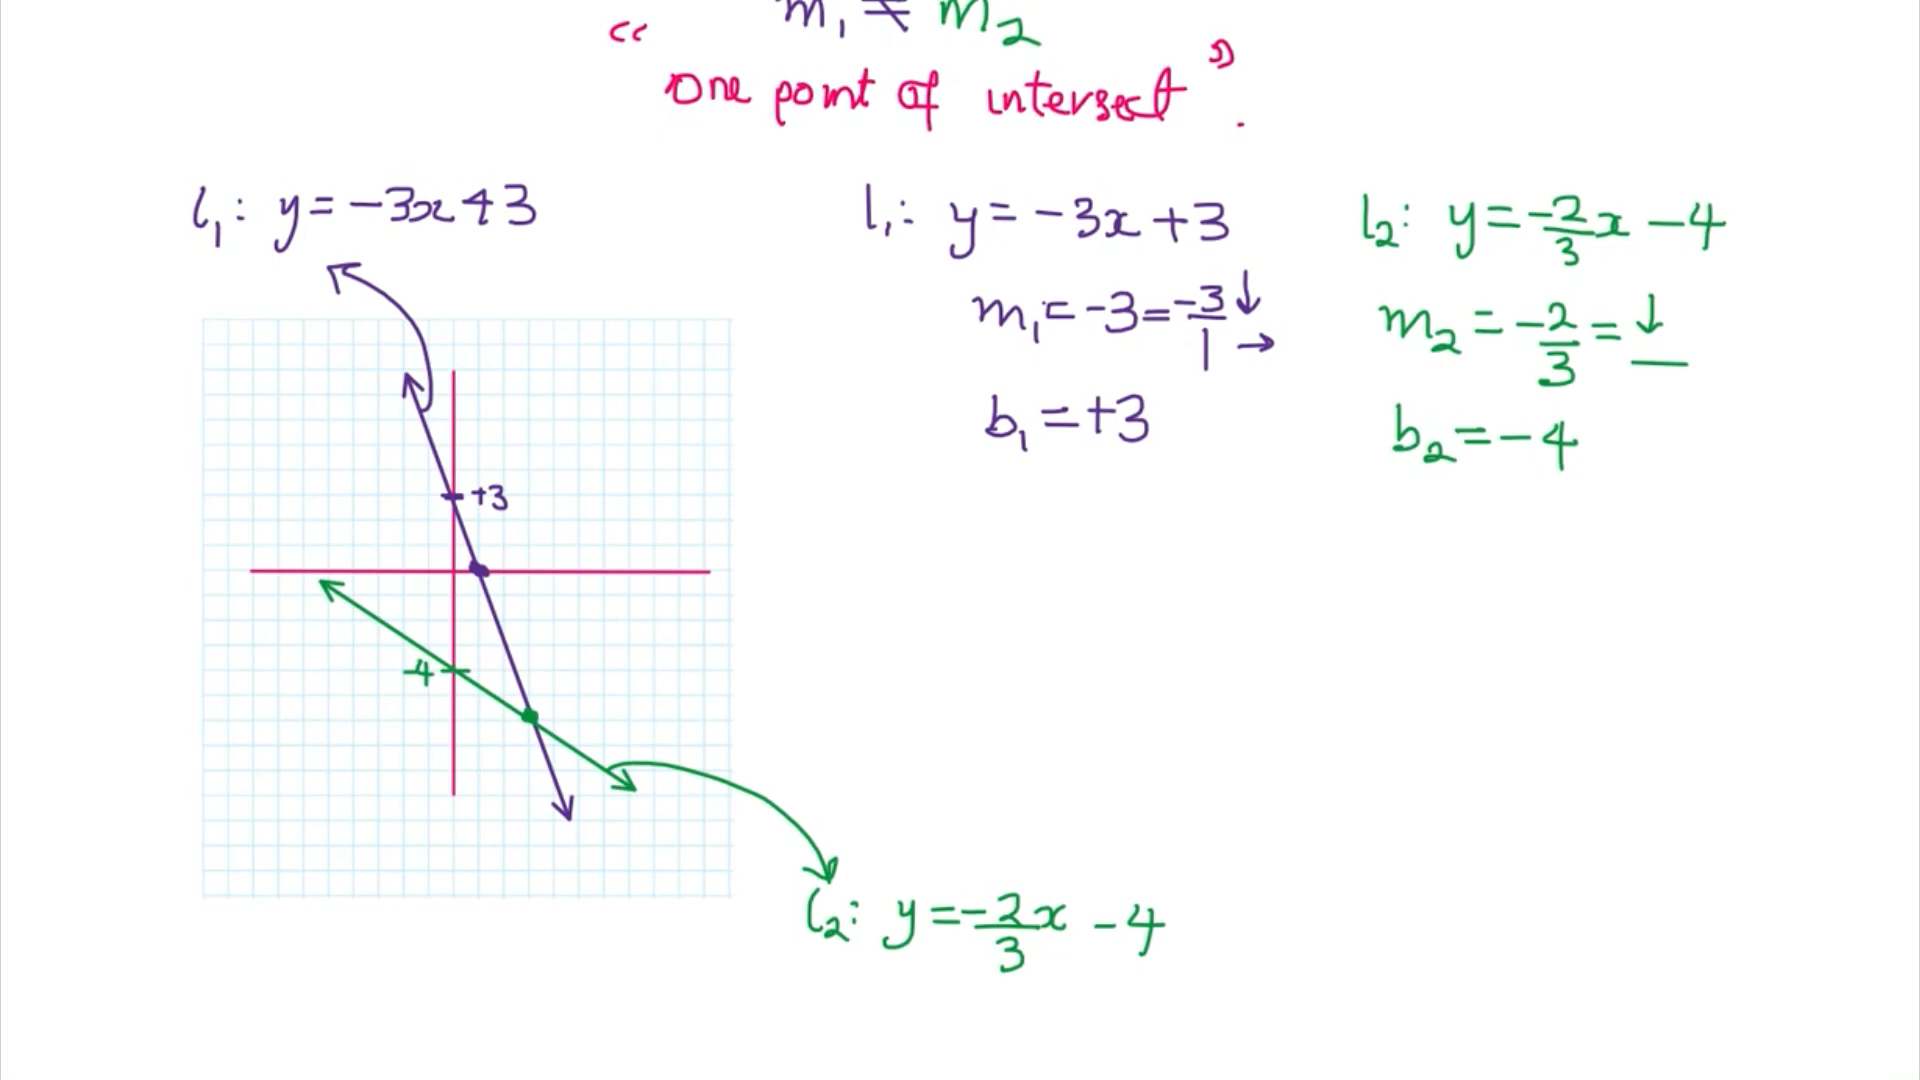 m₁ ≠ m₂
“ one point of intersect ”.
l₁: y = -3x+3
l₁: y = -3x +3
m₁ = -3 = -3/1 ↓ →
b₁ = +3
l₂: y = -2/3 x - 4
m₂ = -2/3 = ↓
b₂ = -4
+3
-4
l₂: y = -2/3 x - 4